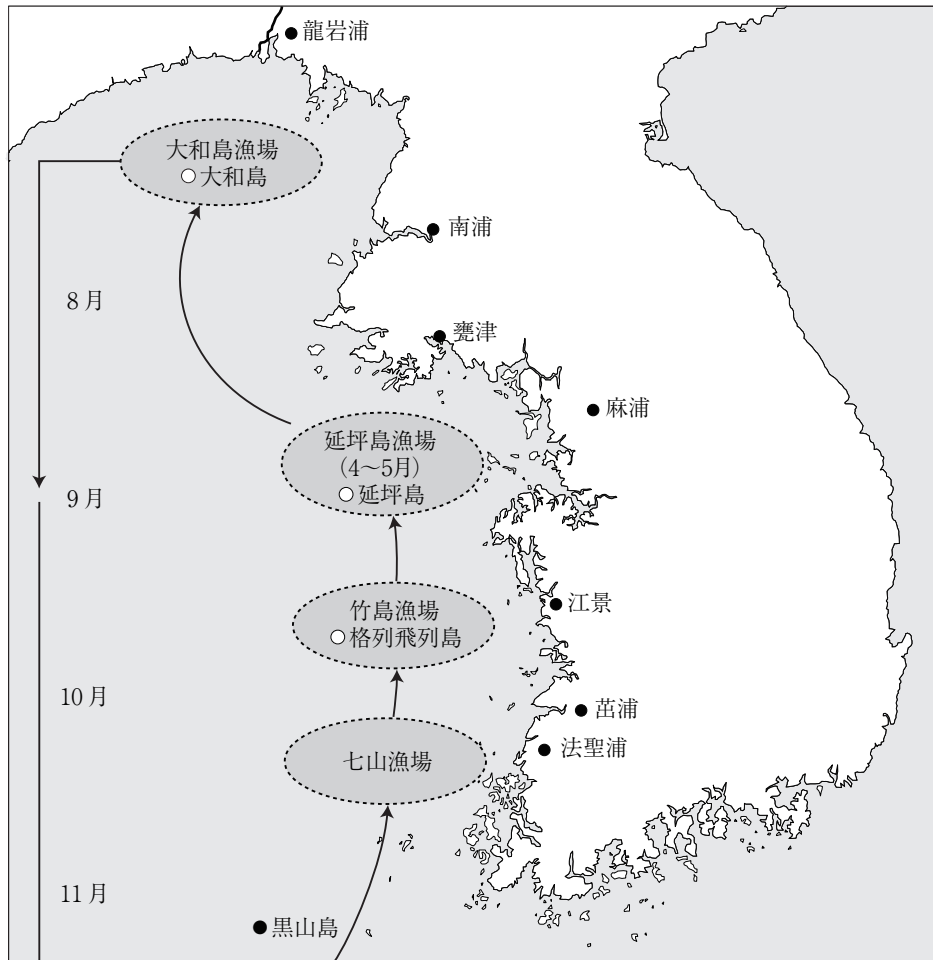 龍岩浦
大和島漁場
大和島
南浦
8月
甕津
麻浦
延坪島漁場
(4～5月)
延坪島
9月
竹島漁場
格列飛列島
江景
10月
茁浦
法聖浦
七山漁場
11月
黒山島